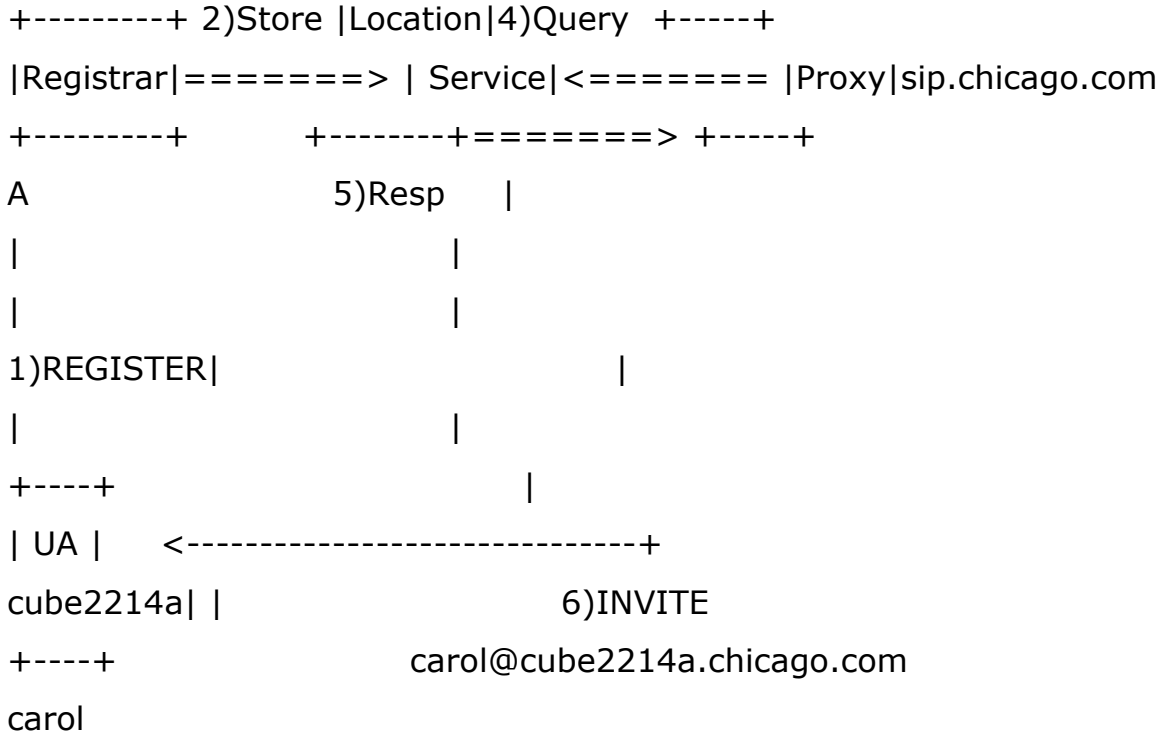 +---------+ 2)Store |Location|4)Query  +-----+
|Registrar|=======> | Service|<======= |Proxy|sip.chicago.com
+---------+          +--------+=======> +-----+
A                         5)Resp     |
|                                   |
|                                   |
1)REGISTER|                                |
|                                   |
+----+                                 |
| UA |     <-------------------------------+
cube2214a| |                           6)INVITE
+----+                        carol@cube2214a.chicago.com
carol